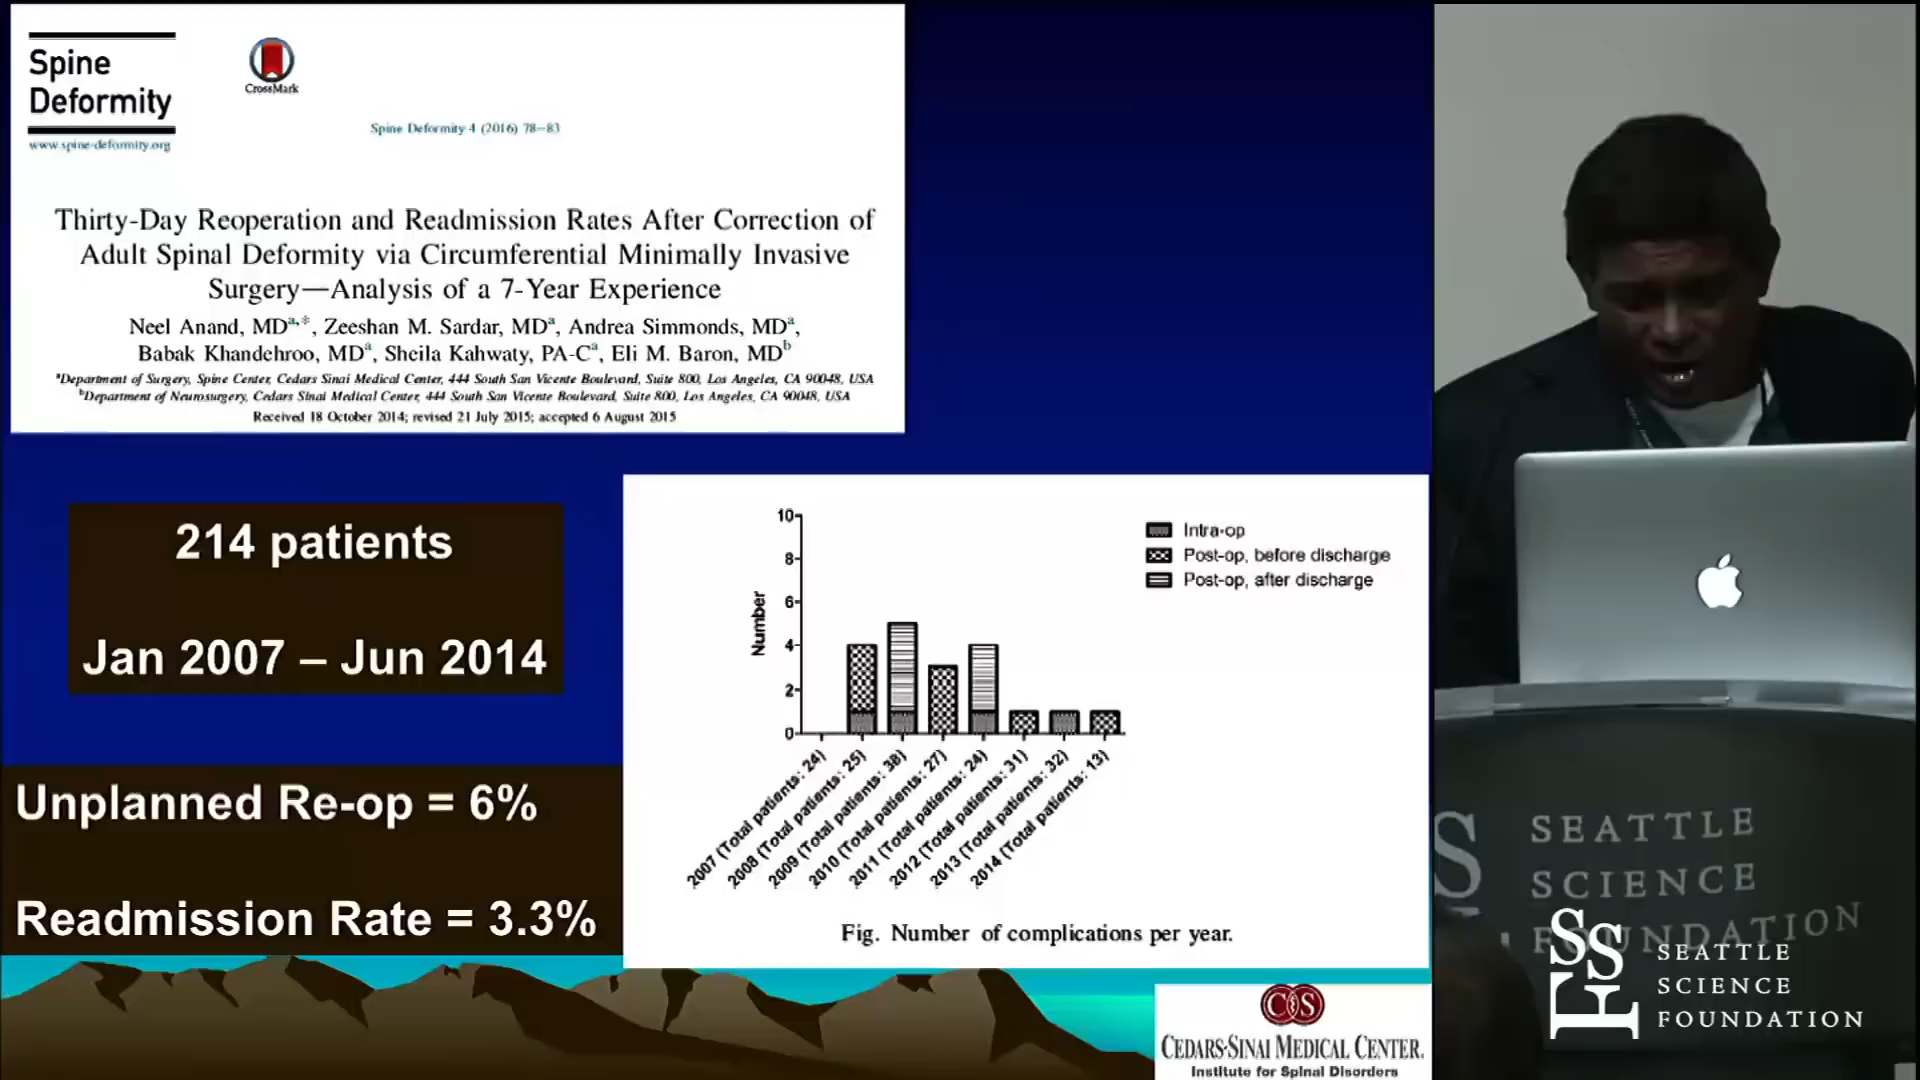 Spine
Deformity
www.spine-deformity.org
CrossMark
Spine Deformity 4 (2016) 78–83
Thirty-Day Reoperation and Readmission Rates After Correction of
Adult Spinal Deformity via Circumferential Minimally Invasive
Surgery—Analysis of a 7-Year Experience
Neel Anand, MDa,*, Zeeshan M. Sardar, MDa, Andrea Simmonds, MDa,
Babak Khandehroo, MDa, Sheila Kahwaty, PA-Ca, Eli M. Baron, MDb
aDepartment of Surgery, Spine Center, Cedars Sinai Medical Center, 444 South San Vicente Boulevard, Suite 800, Los Angeles, CA 90048, USA
bDepartment of Neurosurgery, Cedars Sinai Medical Center, 444 South San Vicente Boulevard, Suite 800, Los Angeles, CA 90048, USA
Received 18 October 2014; revised 21 July 2015; accepted 6 August 2015
214 patients
Jan 2007 – Jun 2014
Unplanned Re-op = 6%
Readmission Rate = 3.3%
Number
10
8
6
4
2
0
Intra-op
Post-op, before discharge
Post-op, after discharge
2007 (Total patients: 24)
2008 (Total patients: 25)
2009 (Total patients: 38)
2010 (Total patients: 27)
2011 (Total patients: 24)
2012 (Total patients: 31)
2013 (Total patients: 32)
2014 (Total patients: 13)
Fig. Number of complications per year.
CEDARS-SINAI MEDICAL CENTER.
Institute for Spinal Disorders
SEATTLE
SCIENCE
FOUNDATION
SSF
SEATTLE
SCIENCE
FOUNDATION